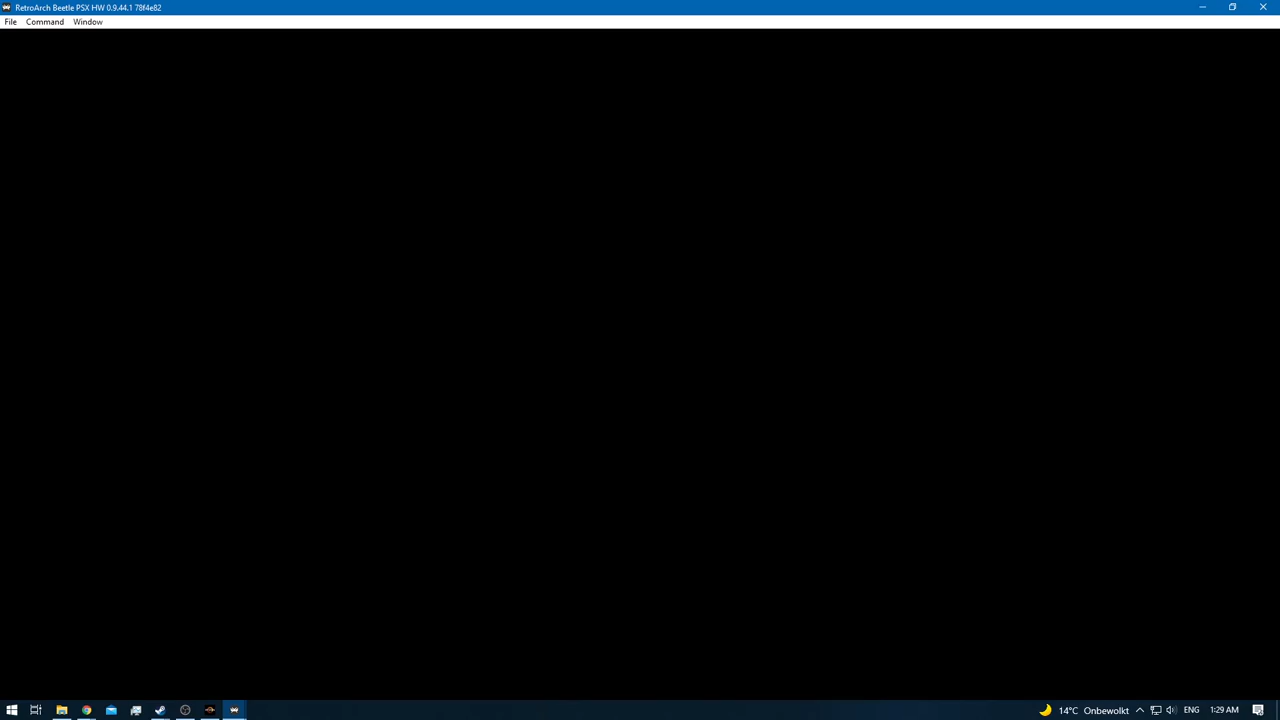 RetroArch Beetle PSX HW 0.9.44.1 78f4e82
File Command Window
14°C Onbewolkt ENG 1:29 AM